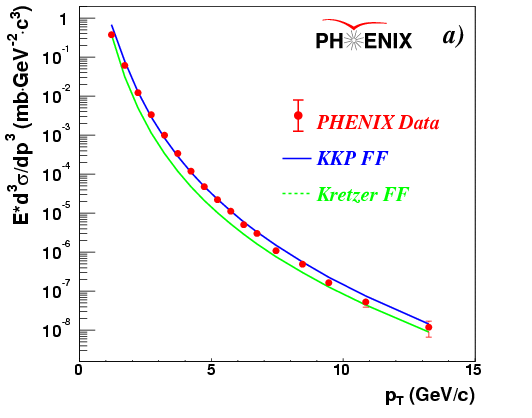 PHENIX
a)
PHENIX Data
KKP FF
Kretzer FF
E*d³σ/dp³ (mb·GeV⁻²·c³)
1
10⁻¹
10⁻²
10⁻³
10⁻⁴
10⁻⁵
10⁻⁶
10⁻⁷
10⁻⁸
0 5 10 15
p_T (GeV/c)